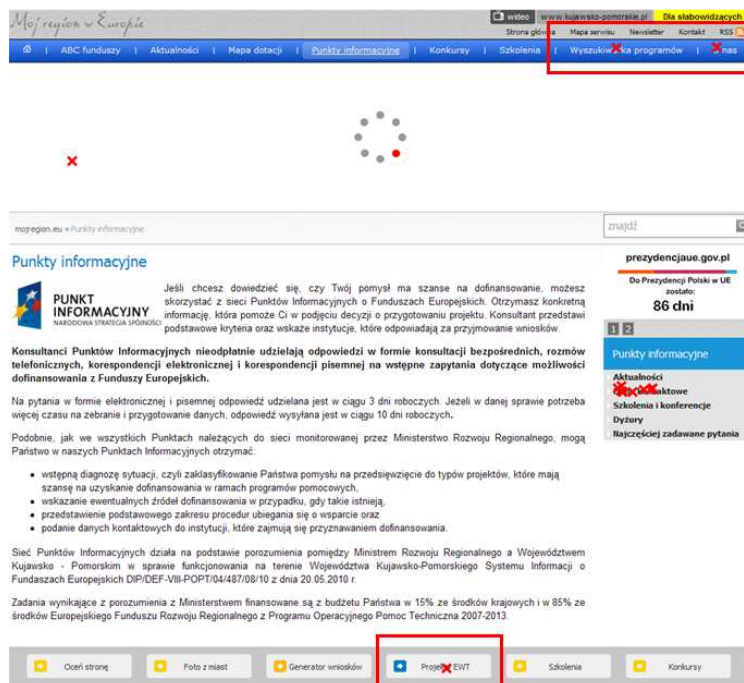 Mój region w Europie
wideo www.kujawsko-pomorskie.pl Dla słabowidzących
Strona główna Mapa serwisu Newsletter Kontakt RSS
ABC funduszy | Aktualności | Mapa dotacji | Punkty informacyjne | Konkursy | Szkolenia | programów | nas
mojregion.eu » Punkty informacyjne
znajdź
Punkty informacyjne
PUNKT
INFORMACYJNY
NARODOWA STRATEGIA SPÓJNOŚCI
Jeśli chcesz dowiedzieć się, czy Twój pomysł ma szanse na dofinansowanie, możesz
skorzystać z sieci Punktów Informacyjnych o Funduszach Europejskich. Otrzymasz konkretną
informację, która pomoże Ci w podjęciu decyzji o przygotowaniu projektu. Konsultant przedstawi
podstawowe kryteria oraz wskaże instytucje, które odpowiadają za przyjmowanie wniosków.
Konsultanci Punktów Informacyjnych nieodpłatnie udzielają odpowiedzi w formie konsultacji bezpośrednich, rozmów
telefonicznych, korespondencji elektronicznej i korespondencji pisemnej na wstępne zapytania dotyczące możliwości
dofinansowania z Funduszy Europejskich.
Na pytania w formie elektronicznej i pisemnej odpowiedź udzielana jest w ciągu 3 dni roboczych. Jeżeli w danej sprawie potrzeba
więcej czasu na zebranie i przygotowanie danych, odpowiedź wysyłana jest w ciągu 10 dni roboczych.
Podobnie, jak we wszystkich Punktach należących do sieci monitorowanej przez Ministerstwo Rozwoju Regionalnego, mogą
Państwo w naszych Punktach Informacyjnych otrzymać:
• wstępną diagnozę sytuacji, czyli zaklasyfikowanie Państwa pomysłu na przedsięwzięcie do typów projektów, które mają
szansę na uzyskanie dofinansowania w ramach programów pomocowych,
• wskazanie ewentualnych źródeł dofinansowania w przypadku, gdy takie istnieją,
• przedstawienie podstawowego zakresu procedur ubiegania się o wsparcie oraz
• podanie danych kontaktowych do instytucji, które zajmują się przyznawaniem dofinansowania.
Sieć Punktów Informacyjnych działa na podstawie porozumienia pomiędzy Ministrem Rozwoju Regionalnego a Województwem
Kujawsko - Pomorskim w sprawie funkcjonowania na terenie Województwa Kujawsko-Pomorskiego Systemu Informacji o
Fundaszach Europejskich DIP/DEF-VIII-POPT/04/487/08/10 z dnia 20.05.2010 r.
Zadania wynikające z porozumienia z Ministerstwem finansowane są z budżetu Państwa w 15% ze środków krajowych i w 85% ze
środków Europejskiego Funduszu Rozwoju Regionalnego z Programu Operacyjnego Pomoc Techniczna 2007-2013.
prezydencjaue.gov.pl
Do Prezydencji Polski w UE
zostało:
86 dni
1 2
Punkty informacyjne
Aktualności
Szkolenia i konferencje
Dyżury
Najczęściej zadawane pytania
Oceń stronę
Foto z miast
Generator wniosków
EWT
Szkolenia
Konkursy